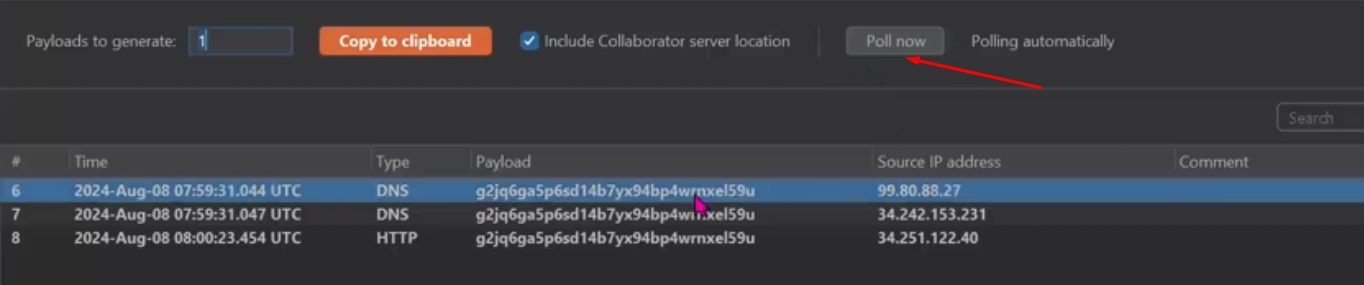 Payloads to generate: 1 Copy to clipboard Include Collaborator server location Poll now Polling automatically
Search
# Time Type Payload Source IP address Comment
6 2024-Aug-08 07:59:31.044 UTC DNS g2jq6ga5p6sd14b7yx94bp4wrnxel59u 99.80.88.27
7 2024-Aug-08 07:59:31.047 UTC DNS g2jq6ga5p6sd14b7yx94bp4wrnxel59u 34.242.153.231
8 2024-Aug-08 08:00:23.454 UTC HTTP g2jq6ga5p6sd14b7yx94bp4wrnxel59u 34.251.122.40